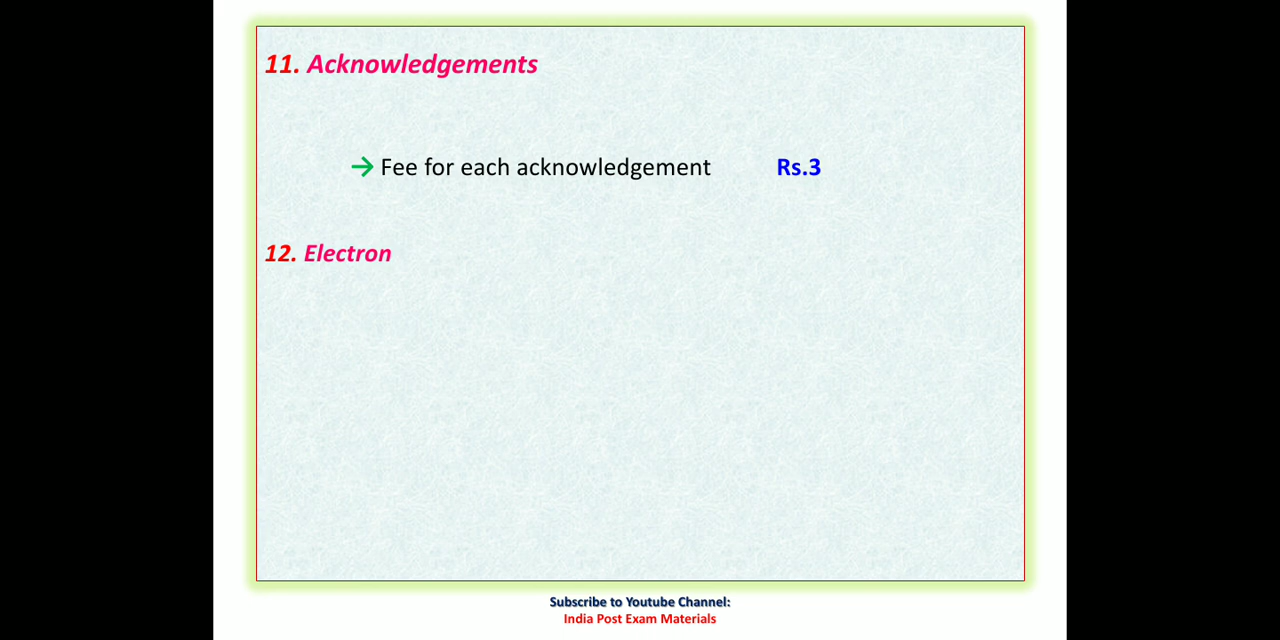 11. Acknowledgements
→ Fee for each acknowledgement Rs.3
12. Electron
Subscribe to Youtube Channel:
India Post Exam Materials